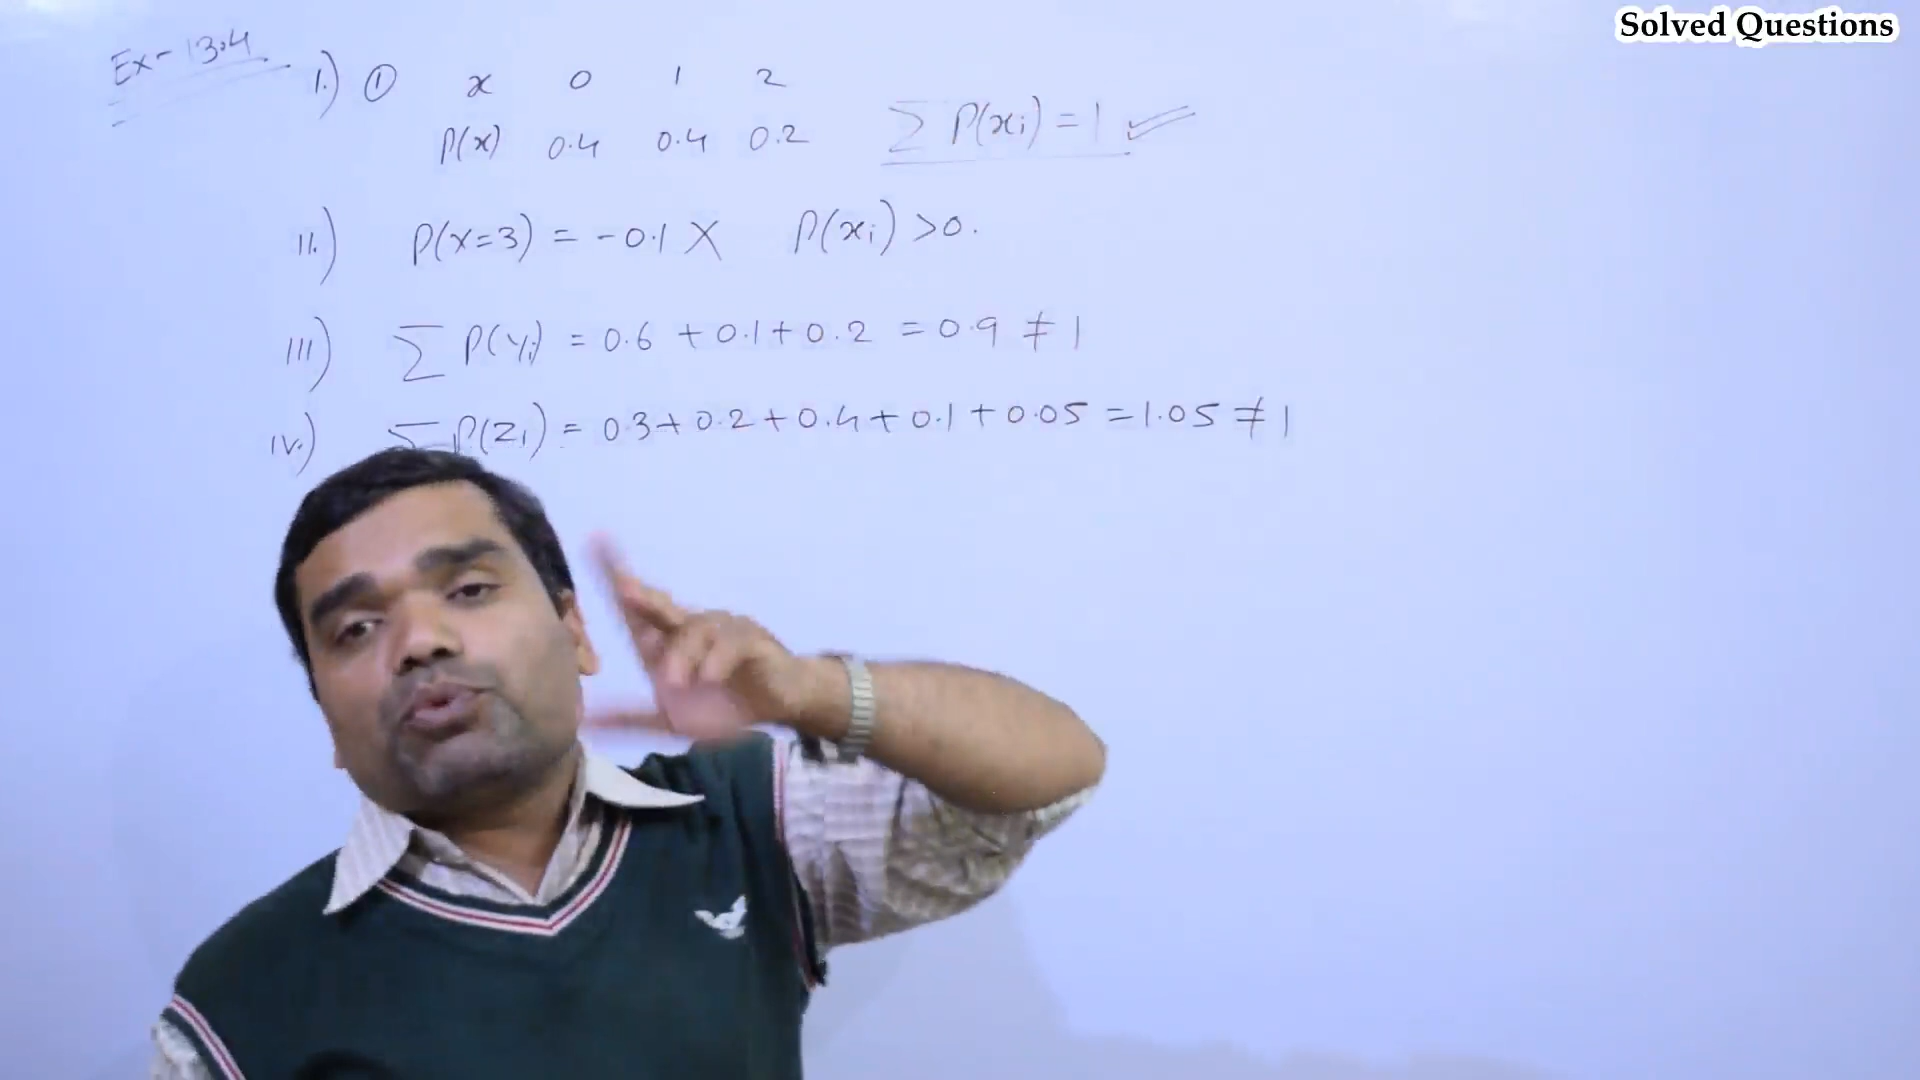 Solved Questions
Ex-13.4
1.) ① x 0 1 2
P(x) 0.4 0.4 0.2 ∑ P(xi) = 1 ✓
II.) P(x=3) = -0.1 X P(xi) >0.
III) ∑ P(Yi) = 0.6 + 0.1 + 0.2 = 0.9 ≠ 1
IV.) ∑ P(Zi) = 0.3 + 0.2 + 0.4 + 0.1 + 0.05 = 1.05 ≠ 1